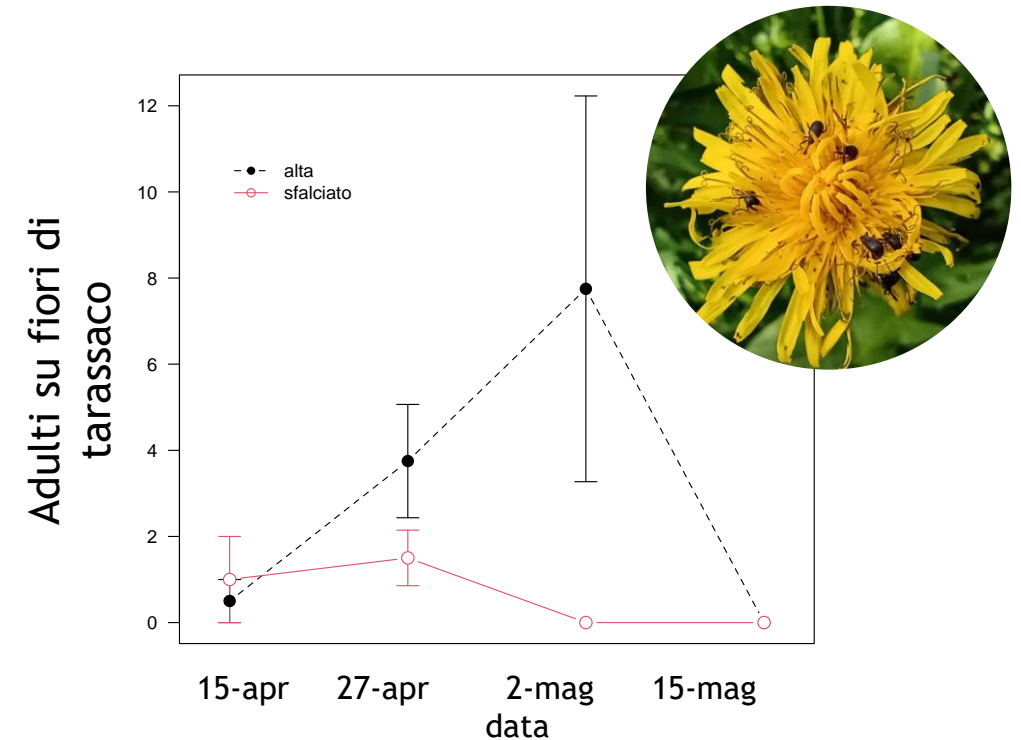 Adulti su fiori di
tarassaco
12
10
8
6
4
2
0
alta
sfalciato
15-apr 27-apr 2-mag 15-mag
data